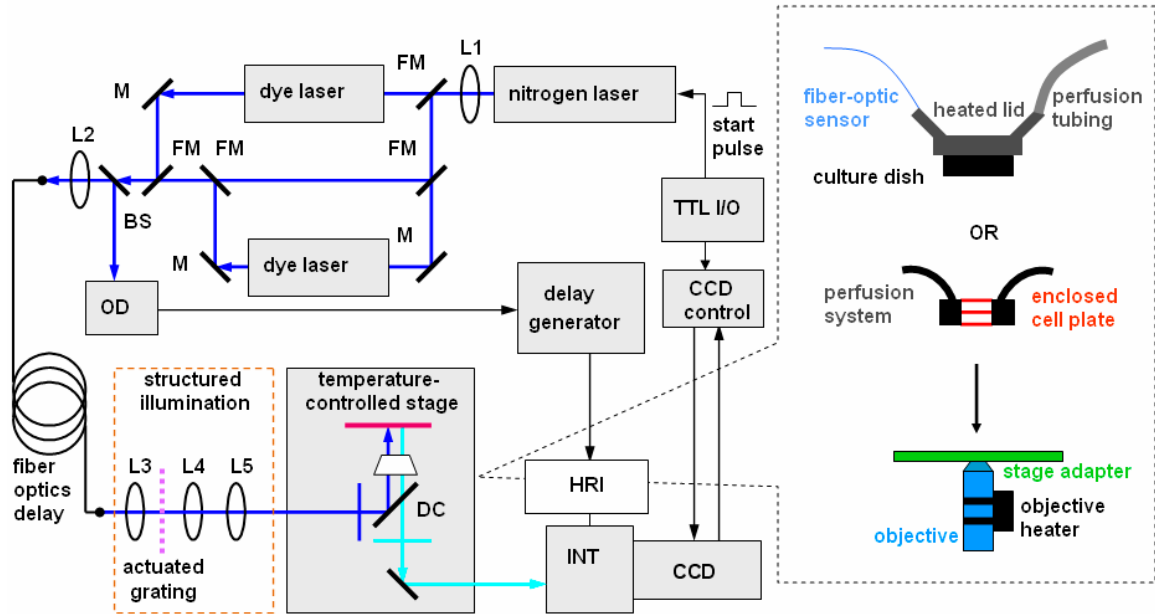 L1
FM
M
dye laser
nitrogen laser
start
pulse
L2
FM
FM
FM
BS
TTL I/O
M
M
dye laser
OD
delay
generator
CCD
control
structured
illumination
temperature-
controlled stage
fiber
optics
delay
L3
L4
L5
actuated
grating
DC
HRI
INT
CCD
fiber-optic
sensor
heated lid
perfusion
tubing
culture dish
OR
perfusion
system
enclosed
cell plate
stage adapter
objective
heater
objective